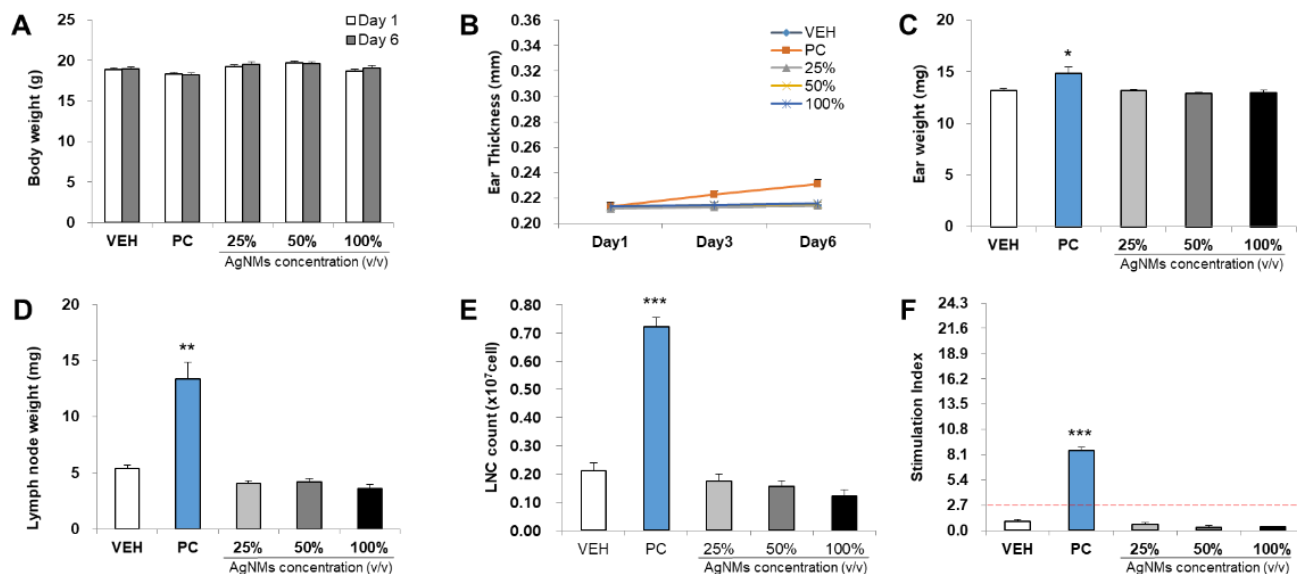 A
Body weight (g)
25
20
15
10
5
0
Day 1
Day 6
VEH PC 25% 50% 100%
AgNMs concentration (v/v)
B
Ear Thickness (mm)
0.36
0.34
0.32
0.30
0.28
0.26
0.24
0.22
0.20
VEH
PC
25%
50%
100%
Day1 Day3 Day6
C
Ear weight (mg)
20
15
10
5
0
*
VEH PC 25% 50% 100%
AgNMs concentration (v/v)
D
Lymph node weight (mg)
20
15
10
5
0
**
VEH PC 25% 50% 100%
AgNMs concentration (v/v)
E
LNC count (x10⁷cell)
0.80
0.70
0.60
0.50
0.40
0.30
0.20
0.10
0.00
***
VEH PC 25% 50% 100%
AgNMs concentration (v/v)
F
Stimulation Index
24.3
21.6
18.9
16.2
13.5
10.8
8.1
5.4
2.7
0.0
***
VEH PC 25% 50% 100%
AgNMs concentration (v/v)